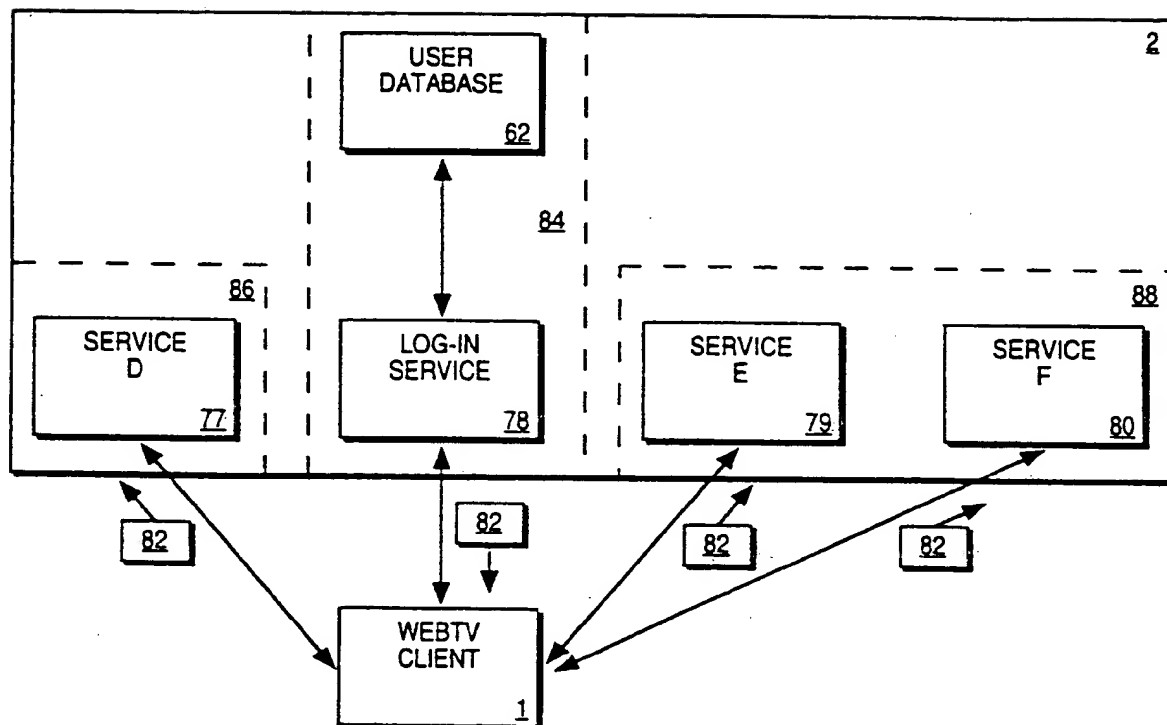 2
USER
DATABASE
62
84
86
88
SERVICE
D
77
LOG-IN
SERVICE
78
SERVICE
E
79
SERVICE
F
80
82
82
82
82
WEBTV
CLIENT
1